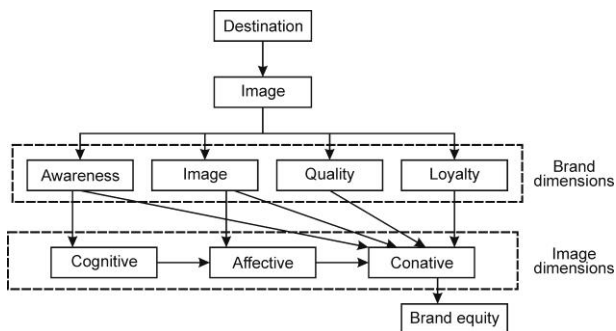 Destination
Image
Awareness
Image
Quality
Loyalty
Brand
dimensions
Cognitive
Affective
Conative
Image
dimensions
Brand equity